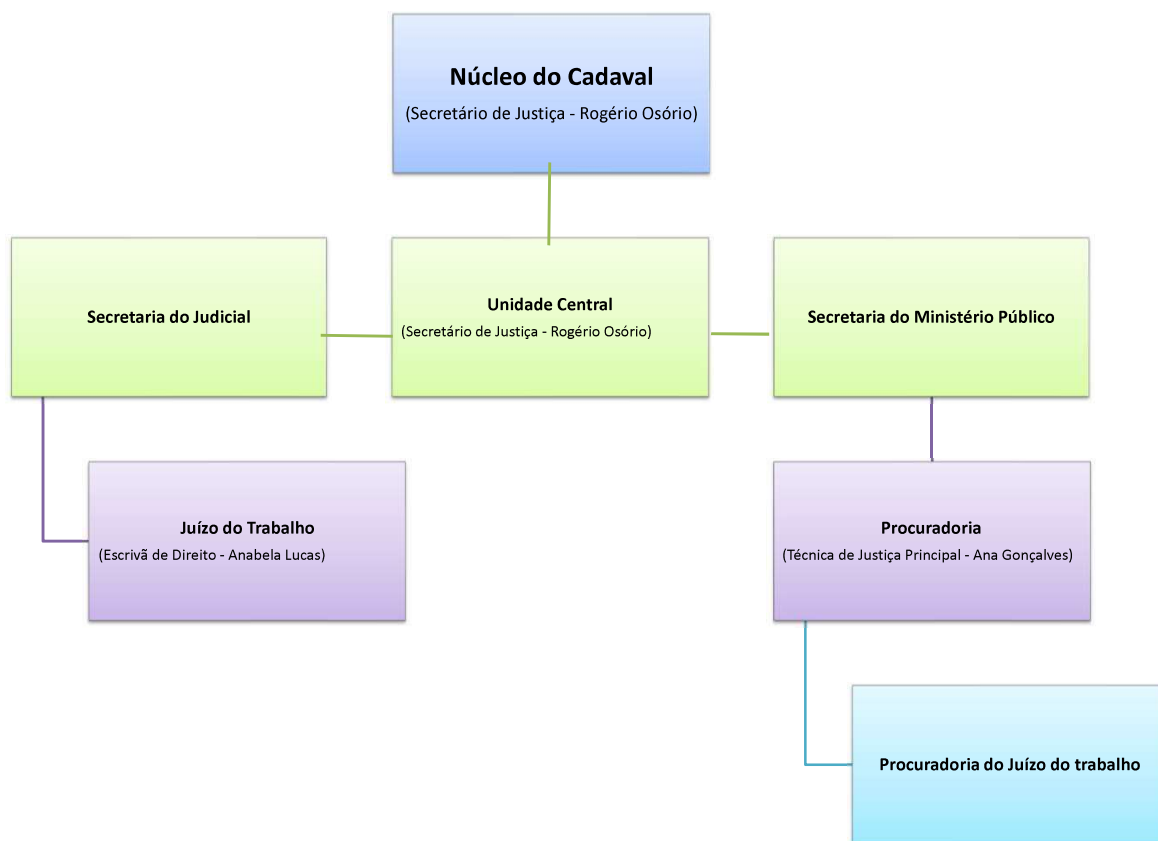 Núcleo do Cadaval
(Secretário de Justiça - Rogério Osório)
Secretaria do Judicial
Unidade Central
(Secretário de Justiça - Rogério Osório)
Secretaria do Ministério Público
Juízo do Trabalho
(Escrivã de Direito - Anabela Lucas)
Procuradoria
(Técnica de Justiça Principal - Ana Gonçalves)
Procuradoria do Juízo do trabalho